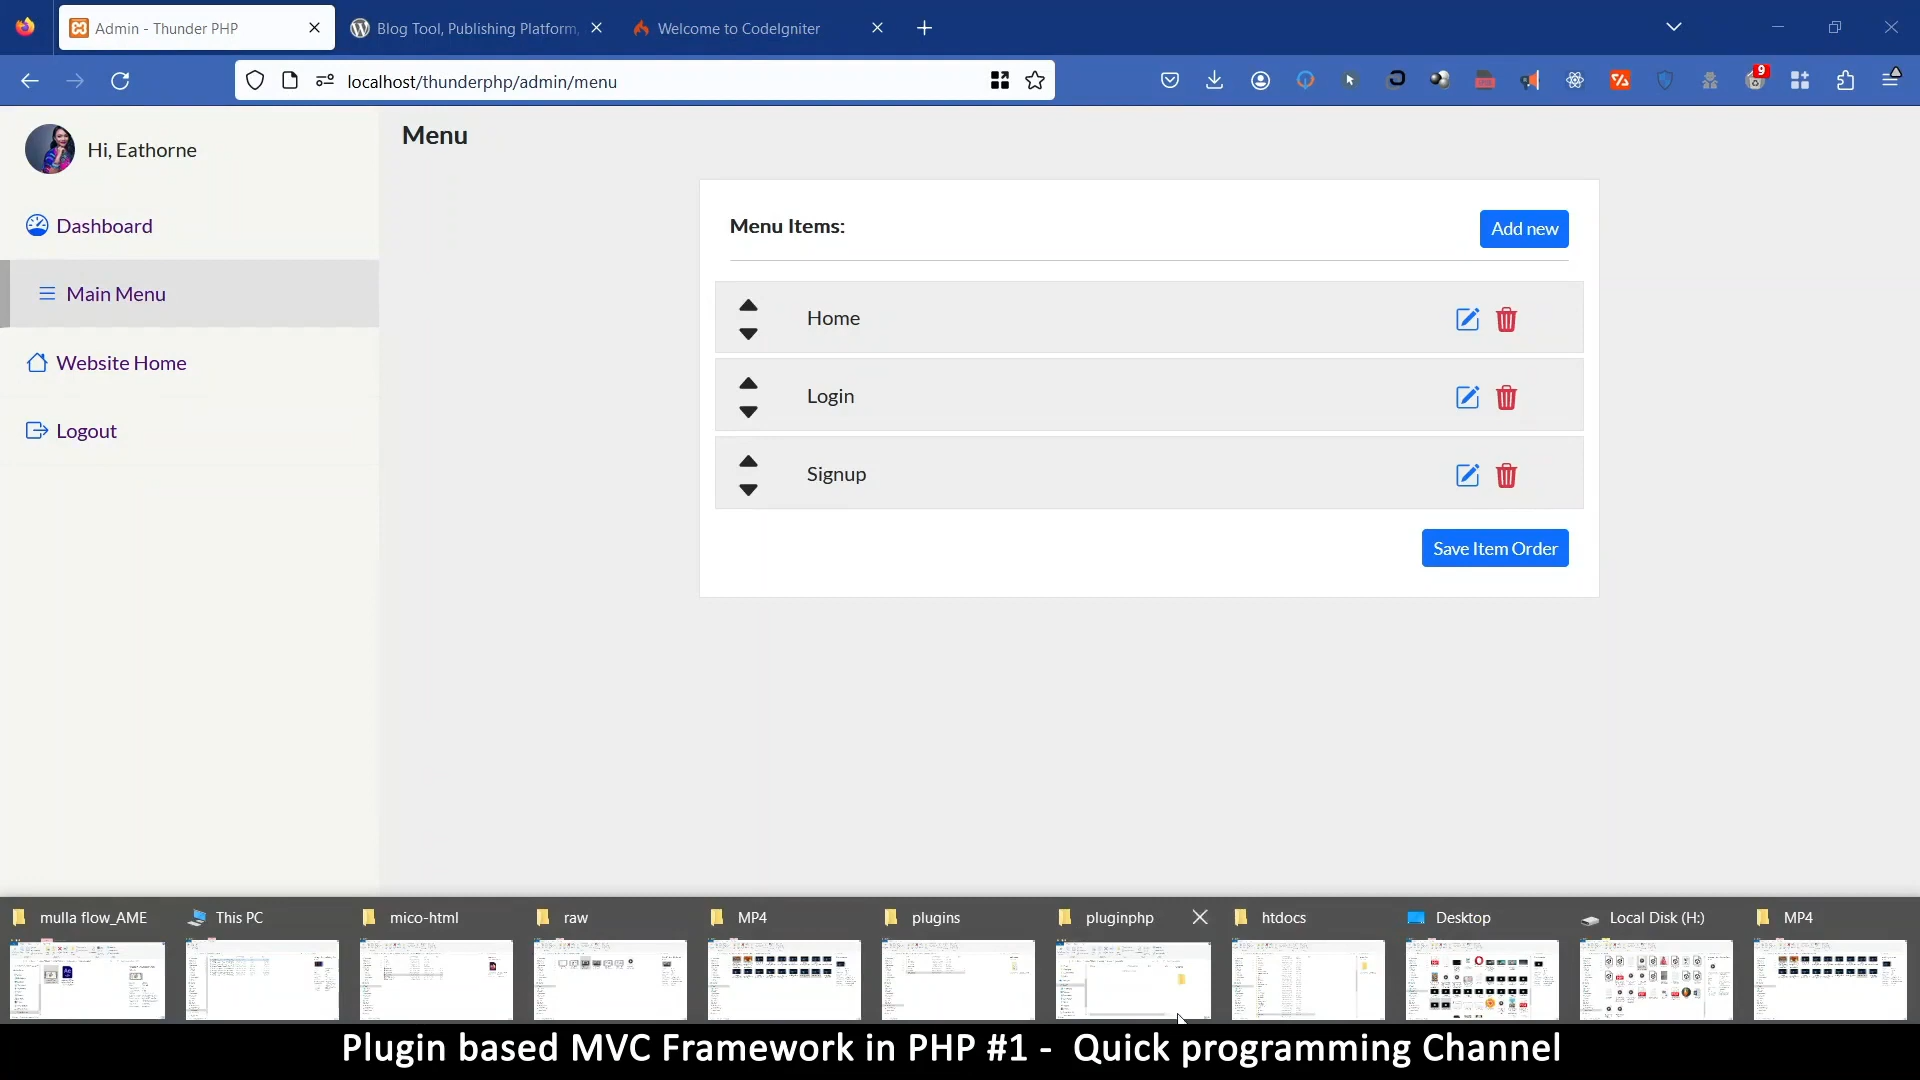 Admin - Thunder PHP
Blog Tool, Publishing Platform,
Welcome to CodeIgniter
localhost/thunderphp/admin/menu
9
Hi, Eathorne
Dashboard
Main Menu
Website Home
Logout
Menu
Menu Items:
Add new
Home
Login
Signup
Save Item Order
mulla flow_AME
This PC
mico-html
raw
MP4
plugins
pluginphp
htdocs
Desktop
Local Disk (H:)
MP4
Plugin based MVC Framework in PHP #1 - Quick programming Channel